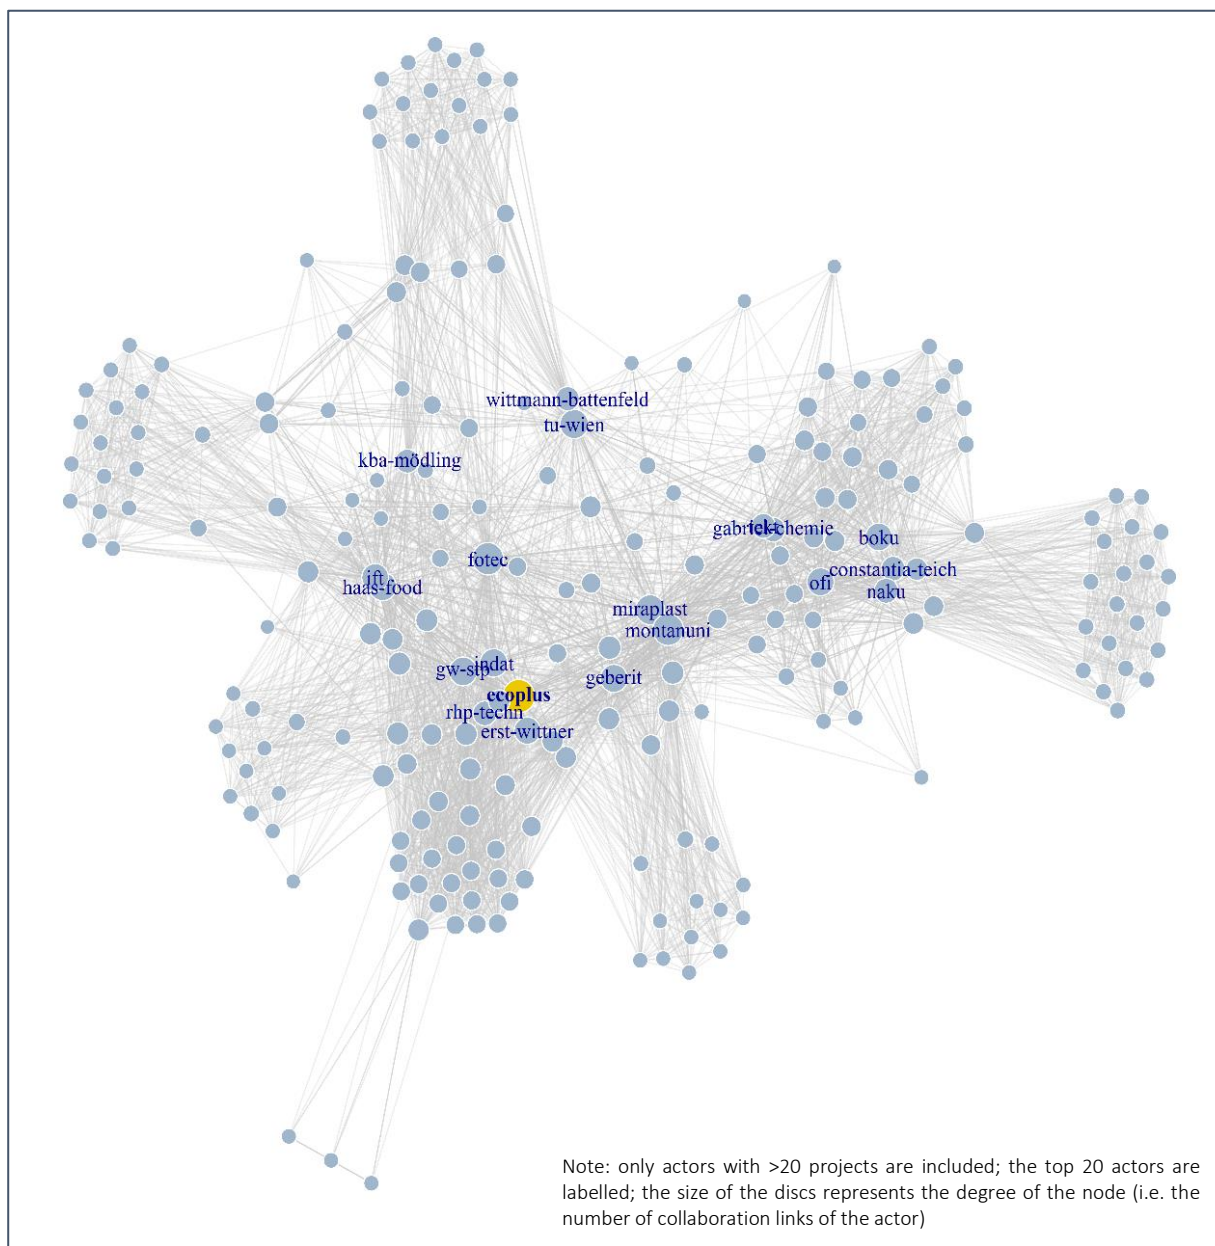 wittmann-battenfeld
tu-wien
kba-mödling
gabriel-chemie
boku
fotec
constantia-teich
ift
ofi
haas-food
naku
miraplast
montanuni
indat
gw-stp
geberit
ecoplus
rhp-techn
erst-wittner
Note: only actors with >20 projects are included; the top 20 actors are
labelled; the size of the discs represents the degree of the node (i.e. the
number of collaboration links of the actor)